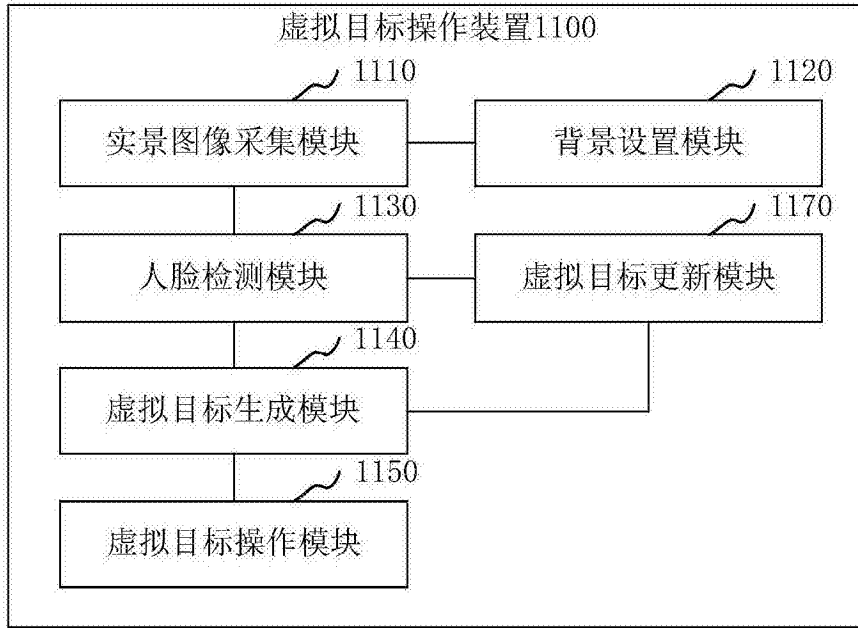 虚拟目标操作装置1100
1110
实景图像采集模块
1120
背景设置模块
1130
人脸检测模块
1170
虚拟目标更新模块
1140
虚拟目标生成模块
1150
虚拟目标操作模块